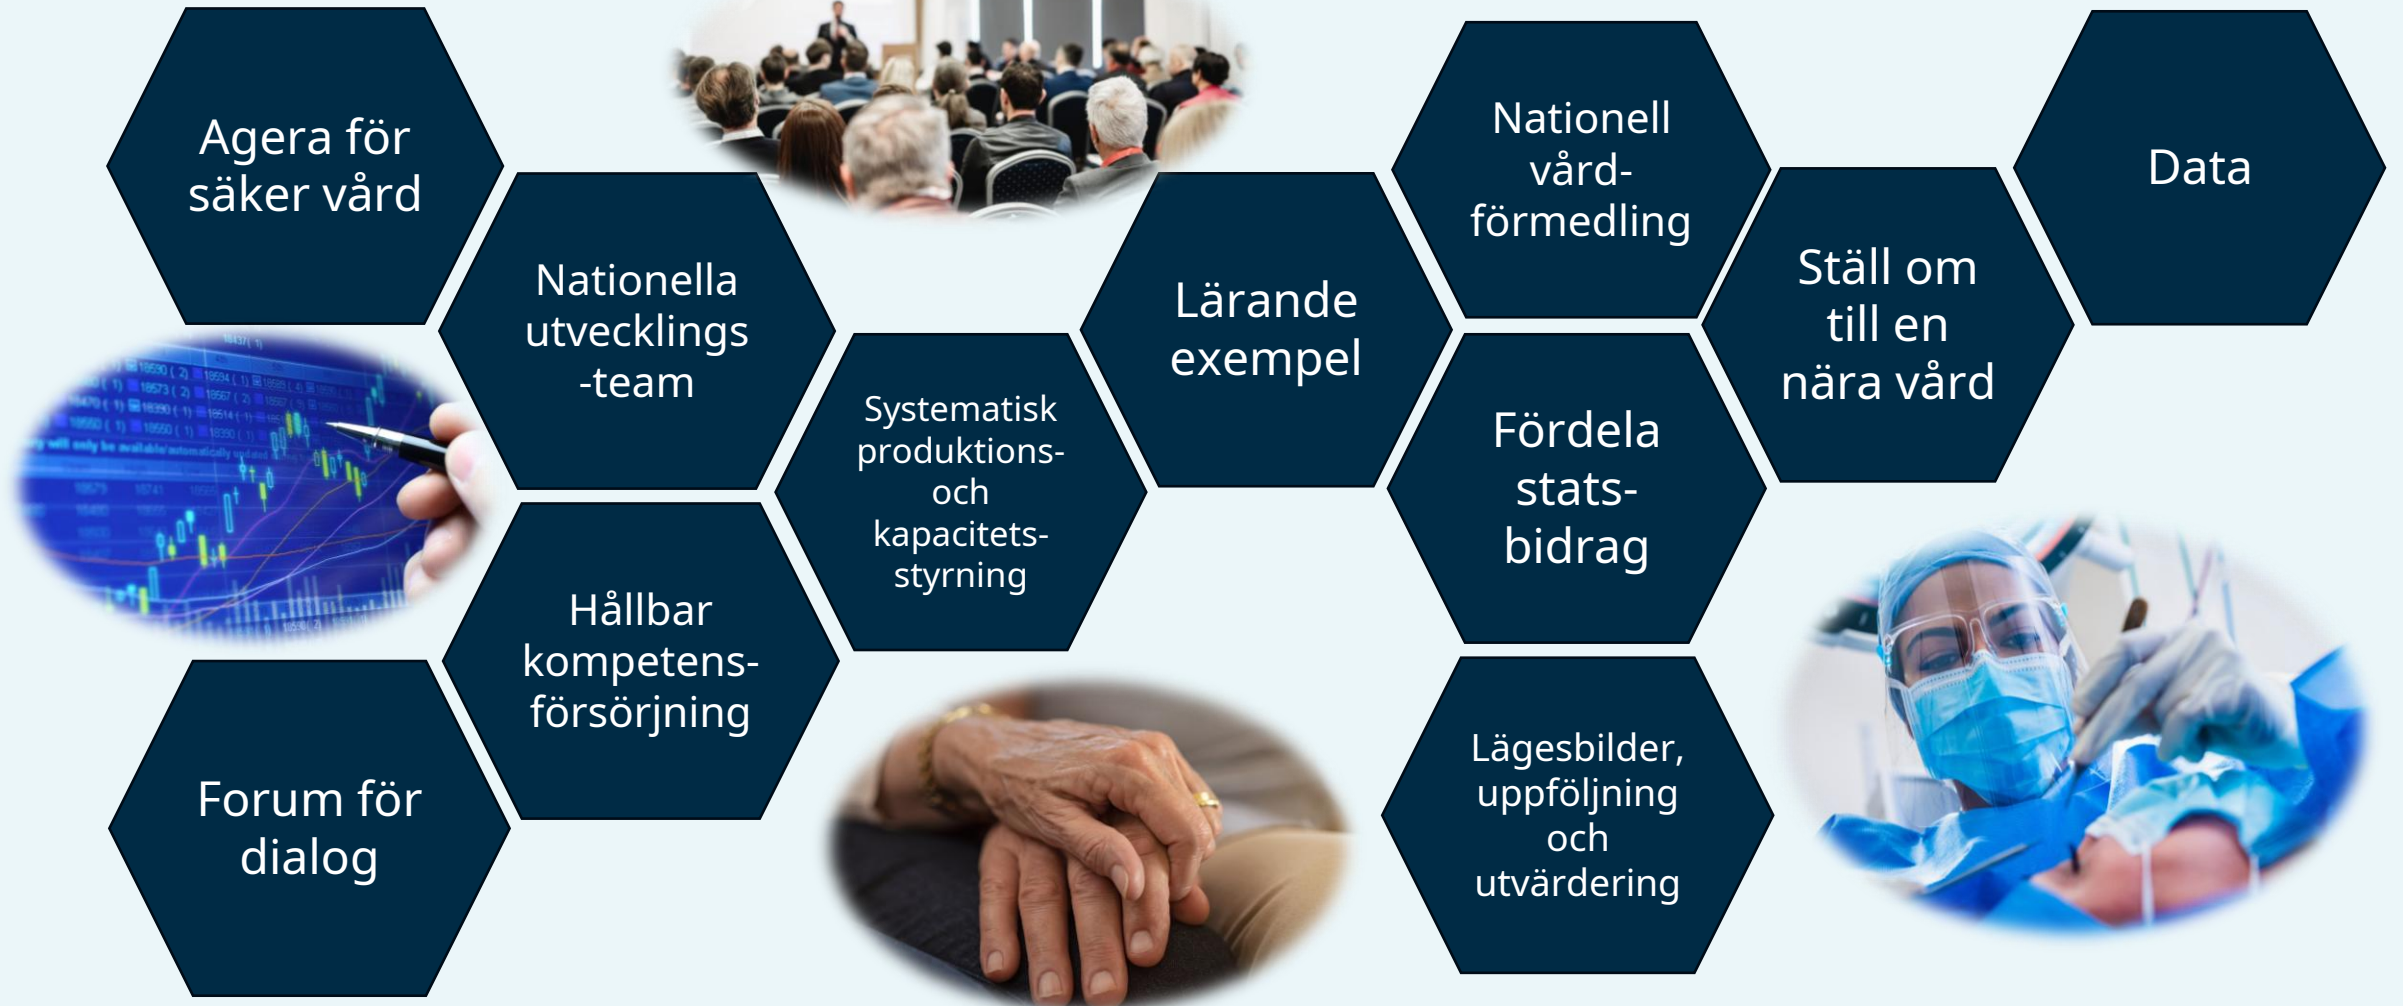 Agera för
säker vård
Nationella
utvecklings
-team
Systematisk
produktions-
och
kapacitets-
styrning
Hållbar
kompetens-
försörjning
Forum för
dialog
Lärande
exempel
Nationell
vård-
förmedling
Fördela
stats-
bidrag
Lägesbilder,
uppföljning
och
utvärdering
Ställ om
till en
nära vård
Data